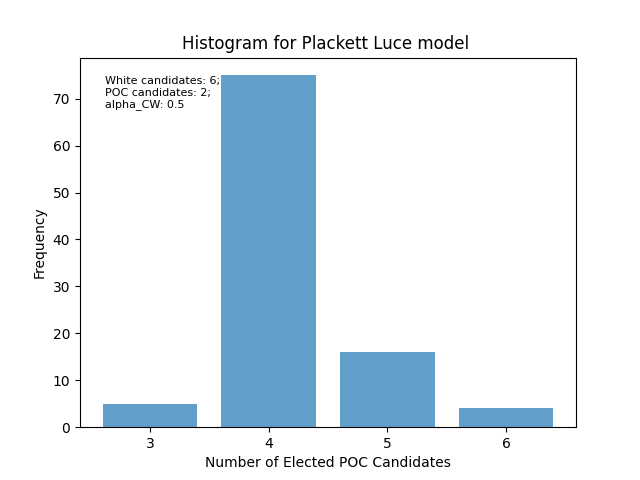 Histogram for Plackett Luce model
White candidates: 6;
POC candidates: 2;
alpha_CW: 0.5
Frequency
70
60
50
40
30
20
10
0
3 4 5 6
Number of Elected POC Candidates